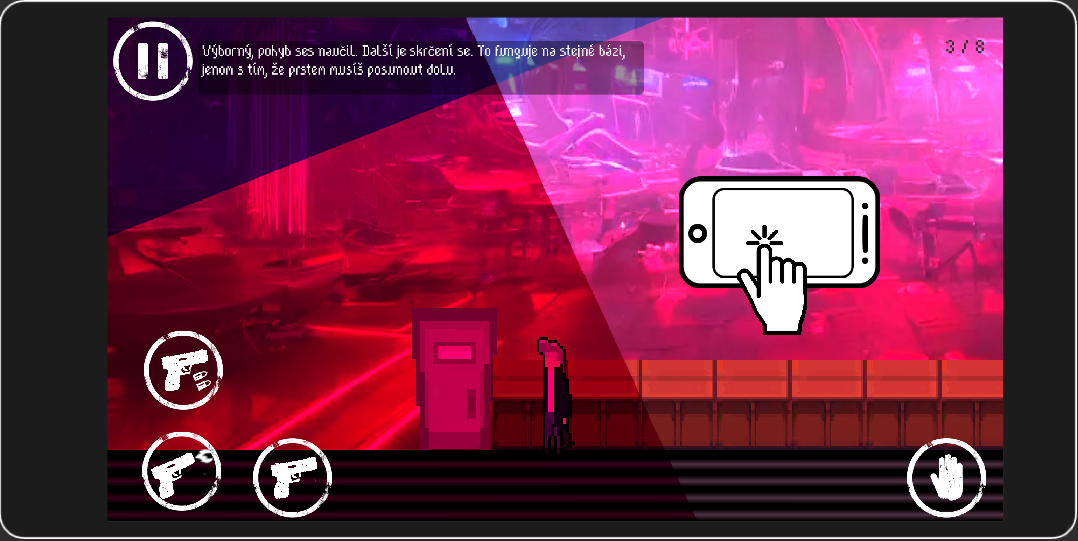 Výborný, pohyb ses naučil. Další je skrčení se. To funguje na stejné bázi,
jenom s tím, že prstem musíš posunout dolu.
3 / 8